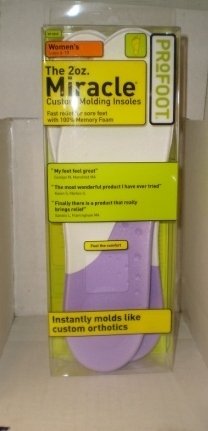 Women's
PROFOOT
The 2oz.
Miracle
Custom Molding Insoles
Fast relief for sore feet
with 100% Memory Foam
"My feet feel great"
"The most wonderful product I have ever tried"
"Finally there is a product that really
brings relief"
Feel the comfort
Instantly molds like
custom orthotics